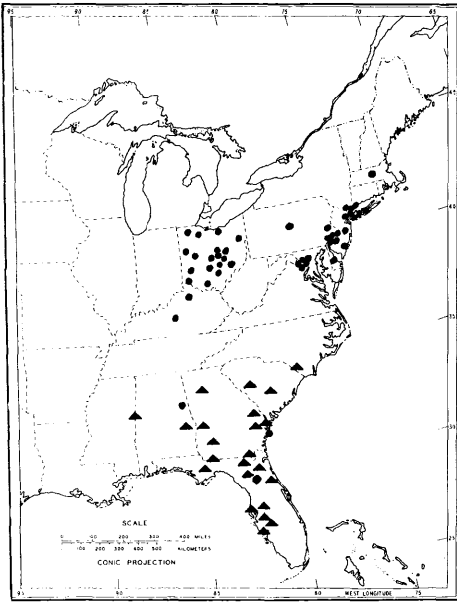 95 90 85 80 75 70 65
45
40
35
30
25
SCALE
0 100 200 300 400 MILES
100 200 300 400 500 KILOMETERS
CONIC PROJECTION
95 90 85 80 WEST LONGITUDE 75